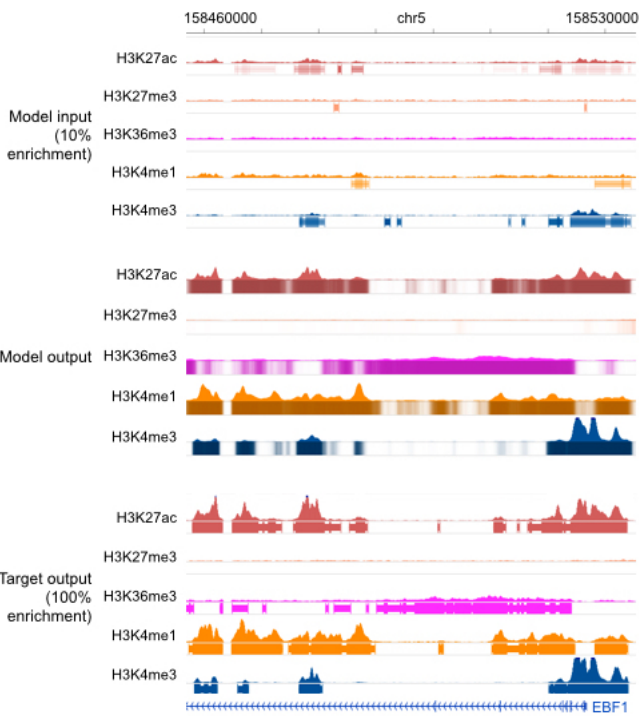 158460000 chr5 158530000
H3K27ac
H3K27me3
Model input
(10%
enrichment)
H3K36me3
H3K4me1
H3K4me3
H3K27ac
H3K27me3
Model output H3K36me3
H3K4me1
H3K4me3
H3K27ac
H3K27me3
Target output
(100%
enrichment)
H3K36me3
H3K4me1
H3K4me3
EBF1